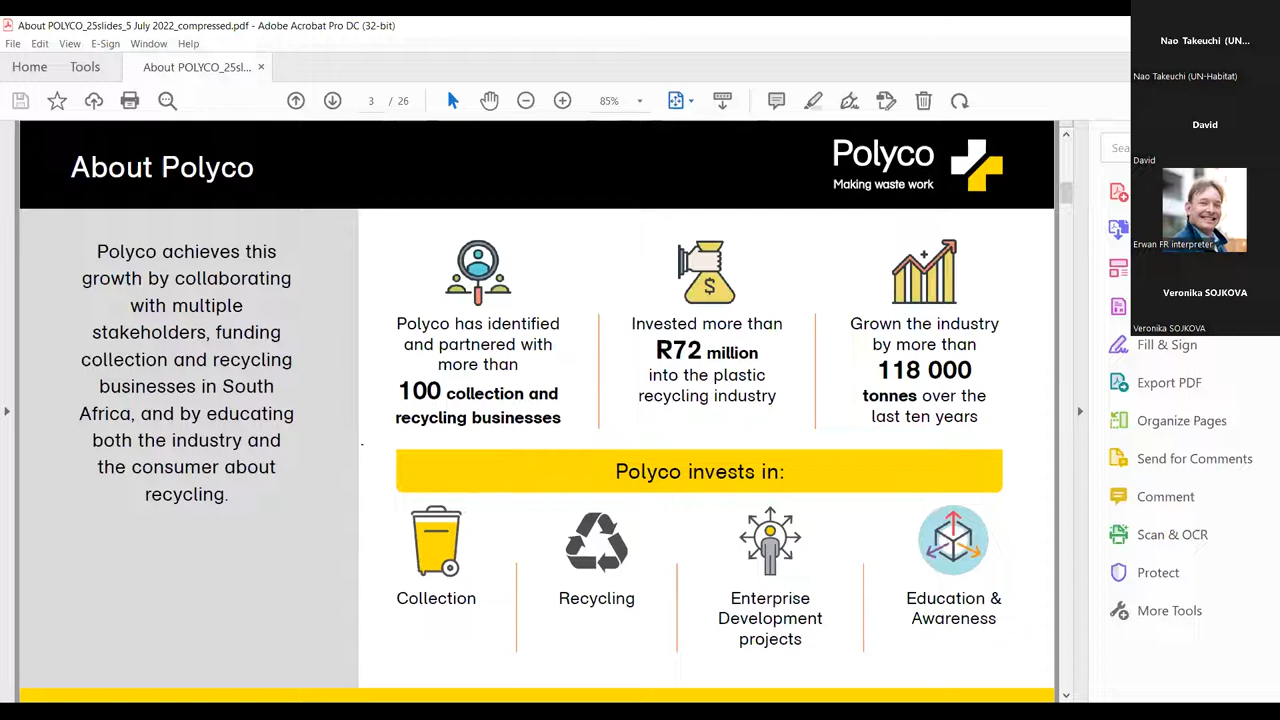 About POLYCO_25slides_5 July 2022_compressed.pdf - Adobe Acrobat Pro DC (32-bit)
File Edit View E-Sign Window Help
Home Tools About POLYCO_25sl... ×
3 / 26 85%
About Polyco
Polyco
Making waste work
Polyco achieves this
growth by collaborating
with multiple
stakeholders, funding
collection and recycling
businesses in South
Africa, and by educating
both the industry and
the consumer about
recycling.
Polyco has identified
and partnered with
more than
100 collection and
recycling businesses
$
Invested more than
R72 million
into the plastic
recycling industry
Grown the industry
by more than
118 000
tonnes over the
last ten years
Polyco invests in:
Collection
Recycling
Enterprise
Development
projects
Education &
Awareness
Sea
Fill & Sign
Export PDF
Organize Pages
Send for Comments
Comment
Scan & OCR
Protect
More Tools
Nao Takeuchi (UN...
Nao Takeuchi (UN-Habitat)
David
David
Erwan FR interpreter
Veronika SOJKOVA
Veronika SOJKOVA